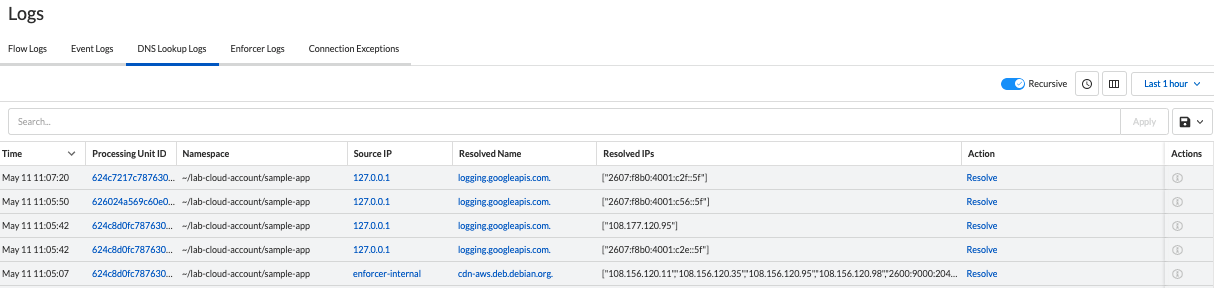 Logs
Flow Logs Event Logs DNS Lookup Logs Enforcer Logs Connection Exceptions
Recursive Last 1 hour
Search... Apply
Time Processing Unit ID Namespace Source IP Resolved Name Resolved IPs Action Actions
May 11 11:07:20 624c7217c787630... ~/lab-cloud-account/sample-app 127.0.0.1 logging.googleapis.com. ["2607:f8b0:4001:c2f::5f"] Resolve
May 11 11:05:50 626024a569c60e0... ~/lab-cloud-account/sample-app 127.0.0.1 logging.googleapis.com. ["2607:f8b0:4001:c56::5f"] Resolve
May 11 11:05:42 624c8d0fc787630... ~/lab-cloud-account/sample-app 127.0.0.1 logging.googleapis.com. ["108.177.120.95"] Resolve
May 11 11:05:42 624c8d0fc787630... ~/lab-cloud-account/sample-app 127.0.0.1 logging.googleapis.com. ["2607:f8b0:4001:c2e::5f"] Resolve
May 11 11:05:07 624c8d0fc787630... ~/lab-cloud-account/sample-app enforcer-internal cdn-aws.deb.debian.org. ["108.156.120.11","108.156.120.35","108.156.120.95","108.156.120.98","2600:9000:204... Resolve